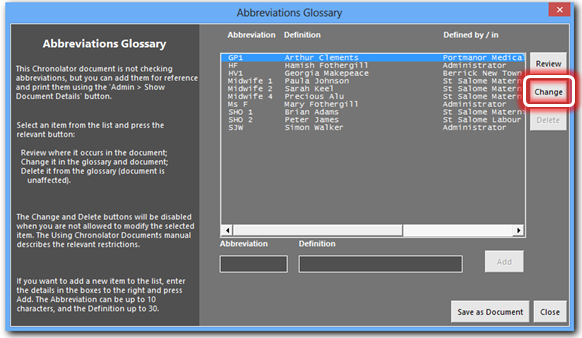 Abbreviations Glossary
Abbreviations Glossary
This Chronolator document is not checking
abbreviations, but you can add them for reference
and print them using the 'Admin > Show
Document Details' button.
Select an item from the list and press the
relevant button:
Review where it occurs in the document;
Change it in the glossary and document;
Delete it from the glossary (document is
unaffected).
The Change and Delete buttons will be disabled
when you are not allowed to modify the selected
item. The Using Chronolator Documents manual
describes the relevant restrictions.
If you want to add a new item to the list, enter
the details in the boxes to the right and press
Add. The Abbreviation can be up to 10
characters, and the Definition up to 30.
Abbreviation Definition Defined by / in
GP1 Arthur Clements Portmanor Medical
HF Hamish Fothergill Administrator
HV1 Georgia Makepeace Berrick New Town
Midwife 1 Paula Johnson St Salome Matern
Midwife 2 Sarah Keel St Salome Matern
Midwife 4 Precious Alu St Salome Matern
Ms F Mary Fothergill Administrator
SHO 1 Brian Adams St Salome Matern
SHO 2 Peter James St Salome Labour
SJW Simon Walker Administrator
Review
Change
Delete
Abbreviation Definition
Add
Save as Document Close